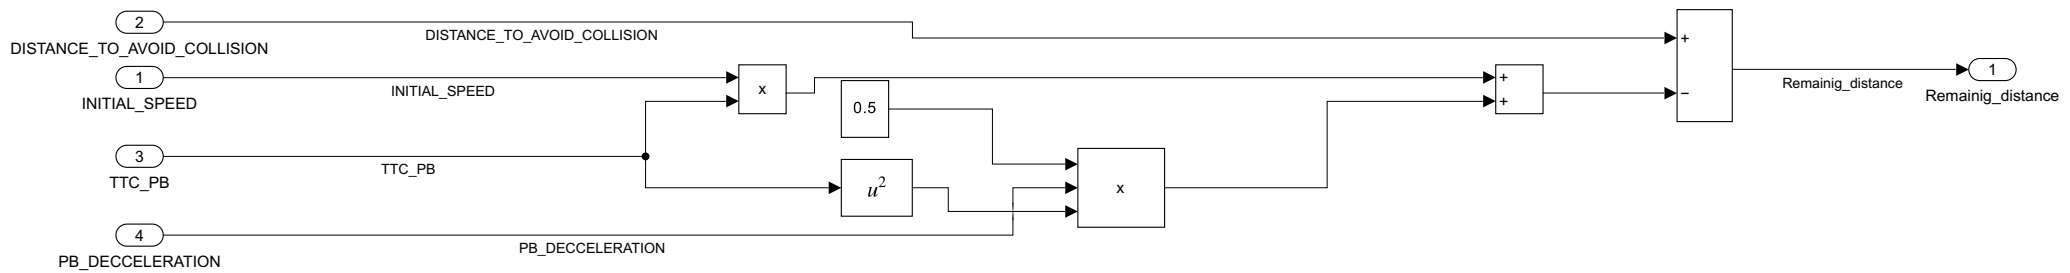 2
DISTANCE_TO_AVOID_COLLISION
DISTANCE_TO_AVOID_COLLISION
1
INITIAL_SPEED
INITIAL_SPEED
x
+
+
+
−
Remainig_distance
1
Remainig_distance
0.5
3
TTC_PB
TTC_PB
u²
x
4
PB_DECCELERATION
PB_DECCELERATION